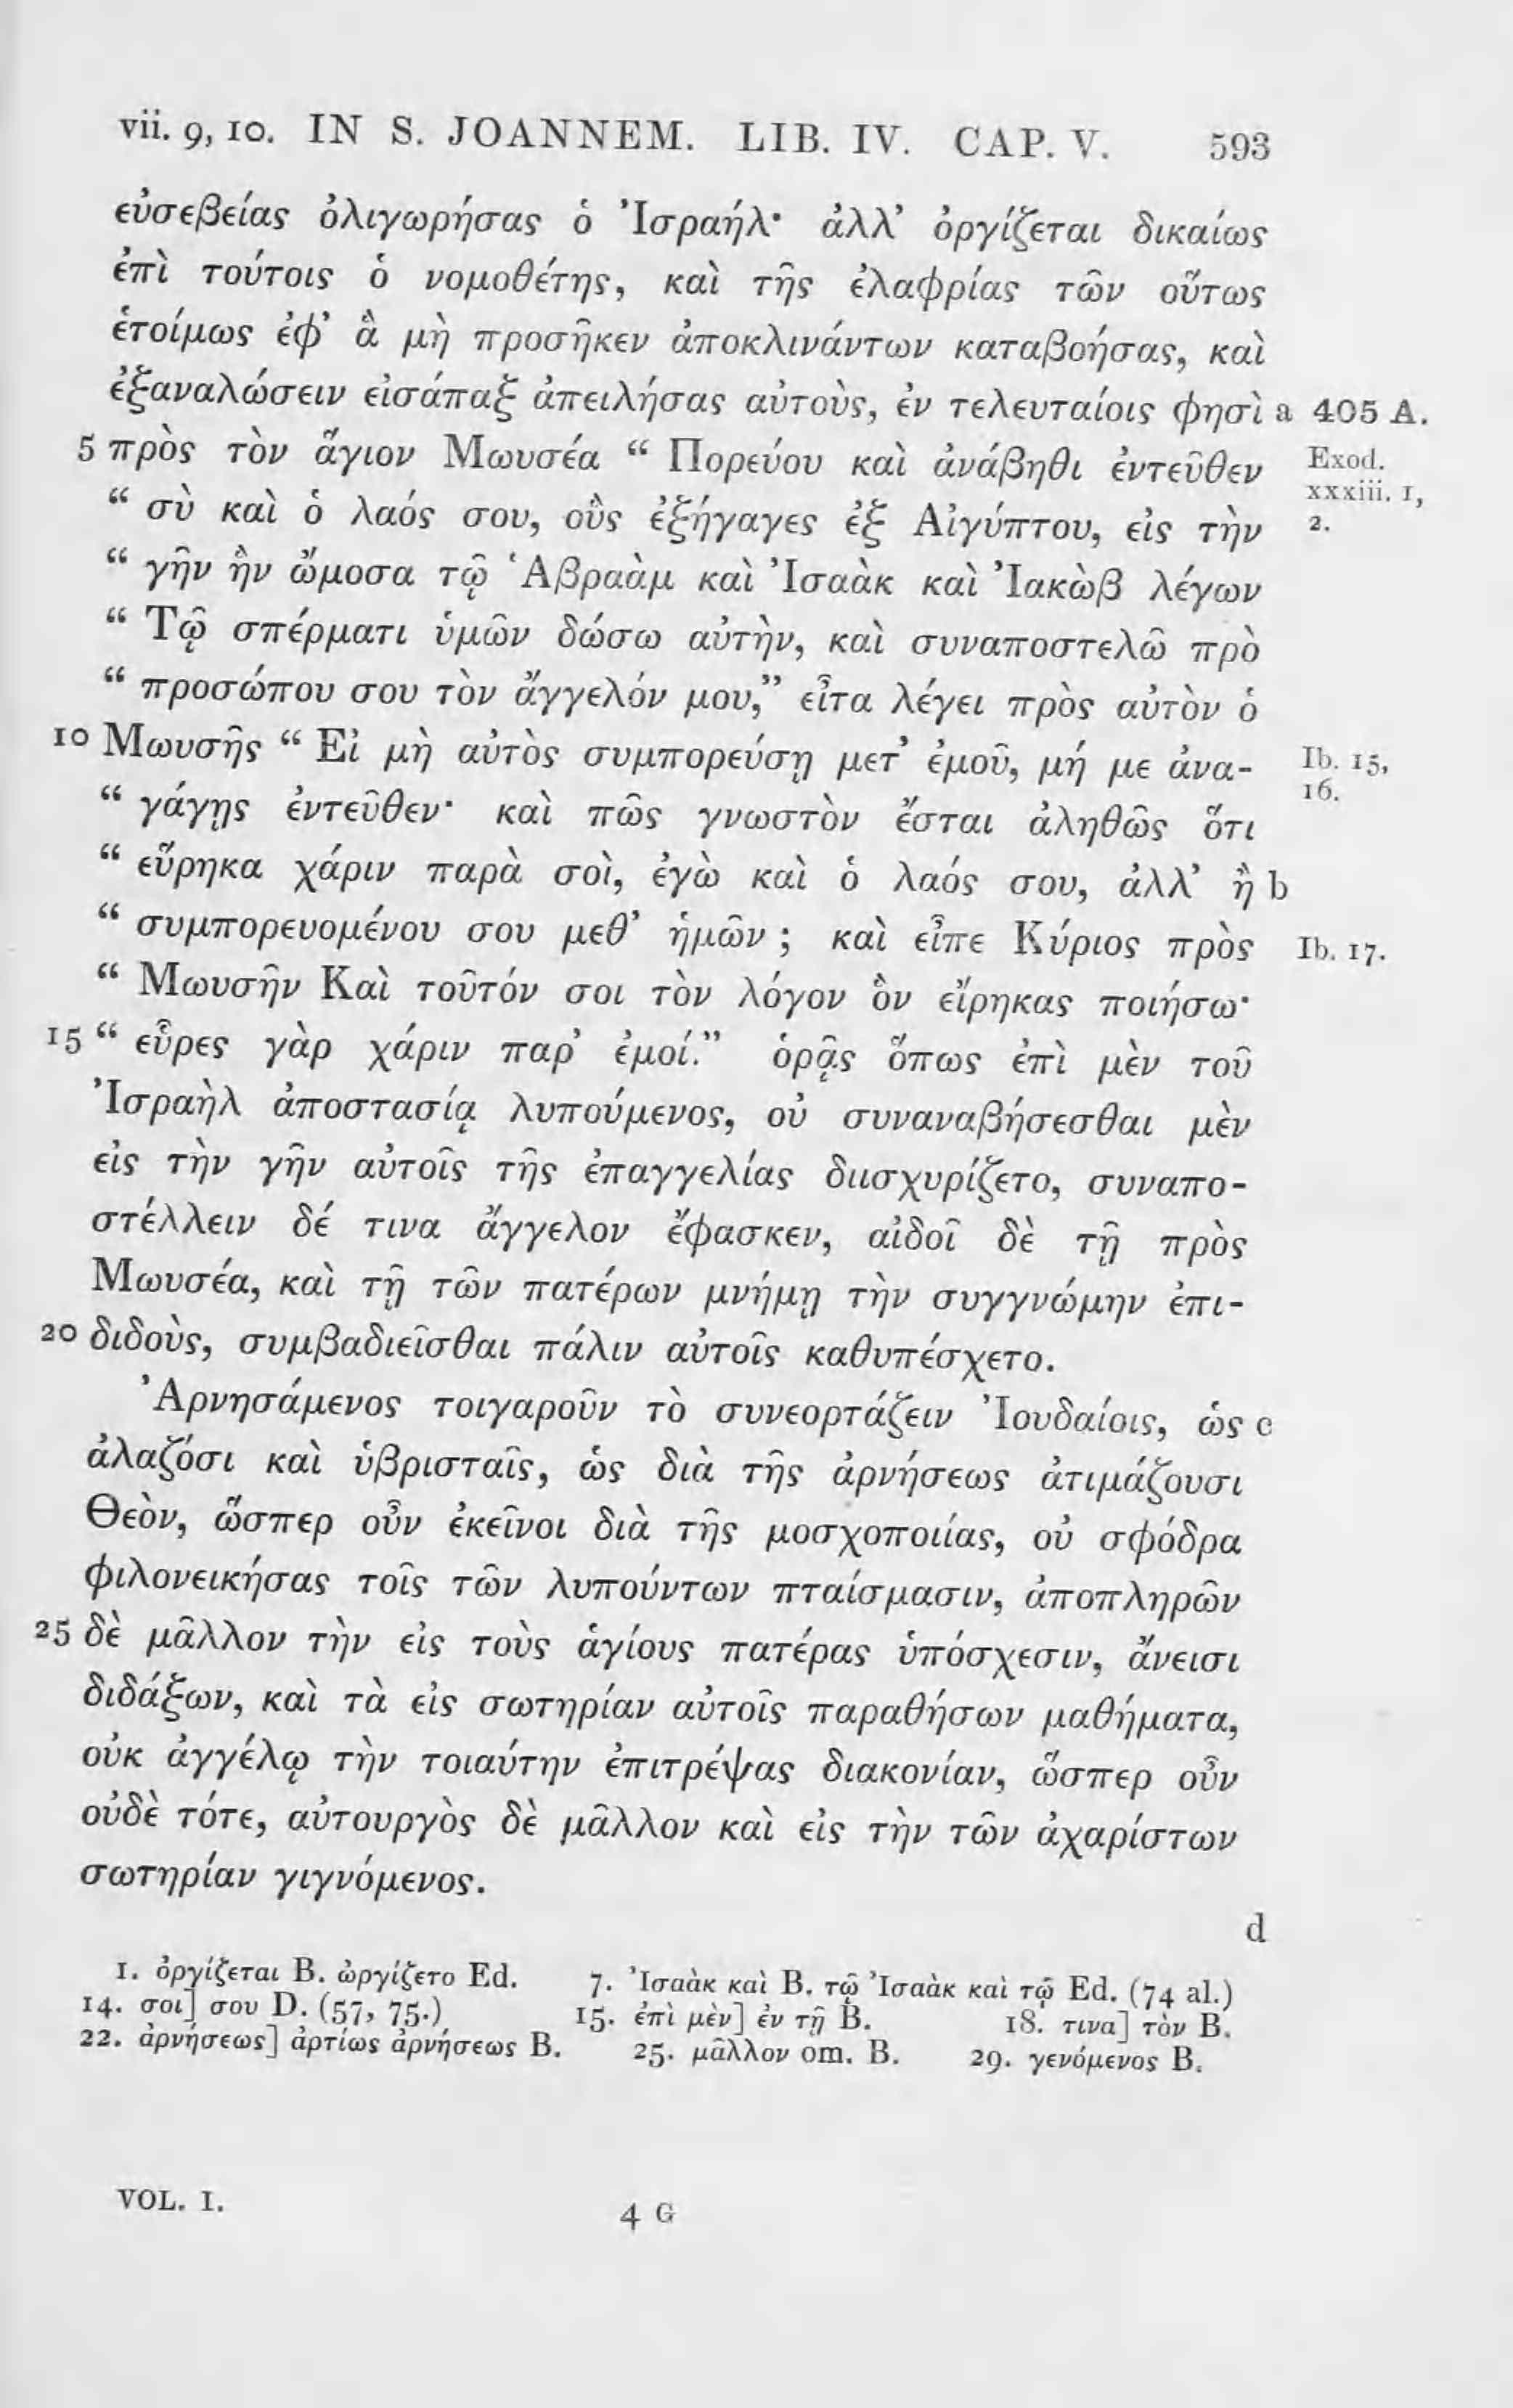 vii. 9, 10. IN S. JOANNEM. LIB. IV. CAP. V. 593
εὐσεβείας ὀλιγωρήσας ὁ Ἰσραήλ· ἀλλ' ὀργίζεται δικαίως
ἐπὶ τούτοις ὁ νομοθέτης, καὶ τῆς ἐλαφρίας τῶν οὕτως
ἑτοίμως ἐφ' ἃ μὴ προσῆκεν ἀποκλινάντων καταβοήσας, καὶ
ἐξαναλώσειν εἰσάπαξ ἀπειλήσας αὐτοὺς, ἐν τελευταίοις φησὶ a 405 A.
5 πρὸς τὸν ἅγιον Μωυσέα “ Πορεύου καὶ ἀνάβηθι ἐντεῦθεν Exod.
xxxiii. 1,
“ σὺ καὶ ὁ λαός σου, οὓς ἐξήγαγες ἐξ Αἰγύπτου, εἰς τὴν 2.
“ γῆν ἣν ὤμοσα τῷ Ἁβραὰμ καὶ Ἰσαὰκ καὶ Ἰακὼβ λέγων
“ Τῷ σπέρματι ὑμῶν δώσω αὐτὴν, καὶ συναποστελῶ πρὸ
“ προσώπου σου τὸν ἄγγελόν μου,” εἶτα λέγει πρὸς αὐτὸν ὁ
10 Μωυσῆς “ Εἰ μὴ αὐτὸς συμπορεύσῃ μετ' ἐμοῦ, μή με ἀνα- Ib. 15,
16.
“ γάγῃς ἐντεῦθεν· καὶ πῶς γνωστὸν ἔσται ἀληθῶς ὅτι
“ εὕρηκα χάριν παρὰ σοὶ, ἐγὼ καὶ ὁ λαός σου, ἀλλ' ἢ b
“ συμπορευομένου σου μεθ' ἡμῶν ; καὶ εἶπε Κύριος πρὸς Ib. 17.
“ Μωυσῆν Καὶ τοῦτόν σοι τὸν λόγον ὃν εἴρηκας ποιήσω·
15 “ εὗρες γὰρ χάριν παρ' ἐμοί.” ὁρᾷς ὅπως ἐπὶ μὲν τοῦ
Ἰσραὴλ ἀποστασίᾳ λυπούμενος, οὐ συναναβήσεσθαι μὲν
εἰς τὴν γῆν αὐτοῖς τῆς ἐπαγγελίας διισχυρίζετο, συναπο-
στέλλειν δέ τινα ἄγγελον ἔφασκεν, αἰδοῖ δὲ τῇ πρὸς
Μωυσέα, καὶ τῇ τῶν πατέρων μνήμῃ τὴν συγγνώμην ἐπι-
20 διδοὺς, συμβαδιεῖσθαι πάλιν αὐτοῖς καθυπέσχετο.
Ἀρνησάμενος τοιγαροῦν τὸ συνεορτάζειν Ἰουδαίοις, ὡς c
ἀλαζόσι καὶ ὑβρισταῖς, ὡς διὰ τῆς ἀρνήσεως ἀτιμάζουσι
Θεὸν, ὥσπερ οὖν ἐκεῖνοι διὰ τῆς μοσχοποιίας, οὐ σφόδρα
φιλονεικήσας τοῖς τῶν λυπούντων πταίσμασιν, ἀποπληρῶν
25 δὲ μᾶλλον τὴν εἰς τοὺς ἁγίους πατέρας ὑπόσχεσιν, ἄνεισι
διδάξων, καὶ τὰ εἰς σωτηρίαν αὐτοῖς παραθήσων μαθήματα,
οὐκ ἀγγέλῳ τὴν τοιαύτην ἐπιτρέψας διακονίαν, ὥσπερ οὖν
οὐδὲ τότε, αὐτουργὸς δὲ μᾶλλον καὶ εἰς τὴν τῶν ἀχαρίστων
σωτηρίαν γιγνόμενος.
d
1. ὀργίζεται B. ὠργίζετο Ed. 7. Ἰσαὰκ καὶ B. τῷ Ἰσαὰκ καὶ τῷ Ed. (74 al.)
14. σοι] σου D. (57, 75.) 15. ἐπὶ μὲν] ἐν τῇ B. 18. τινα] τὸν B.
22. ἀρνήσεως] ἀρτίως ἀρνήσεως B. 25. μᾶλλον om. B. 29. γενόμενος B.
VOL. I. 4 G